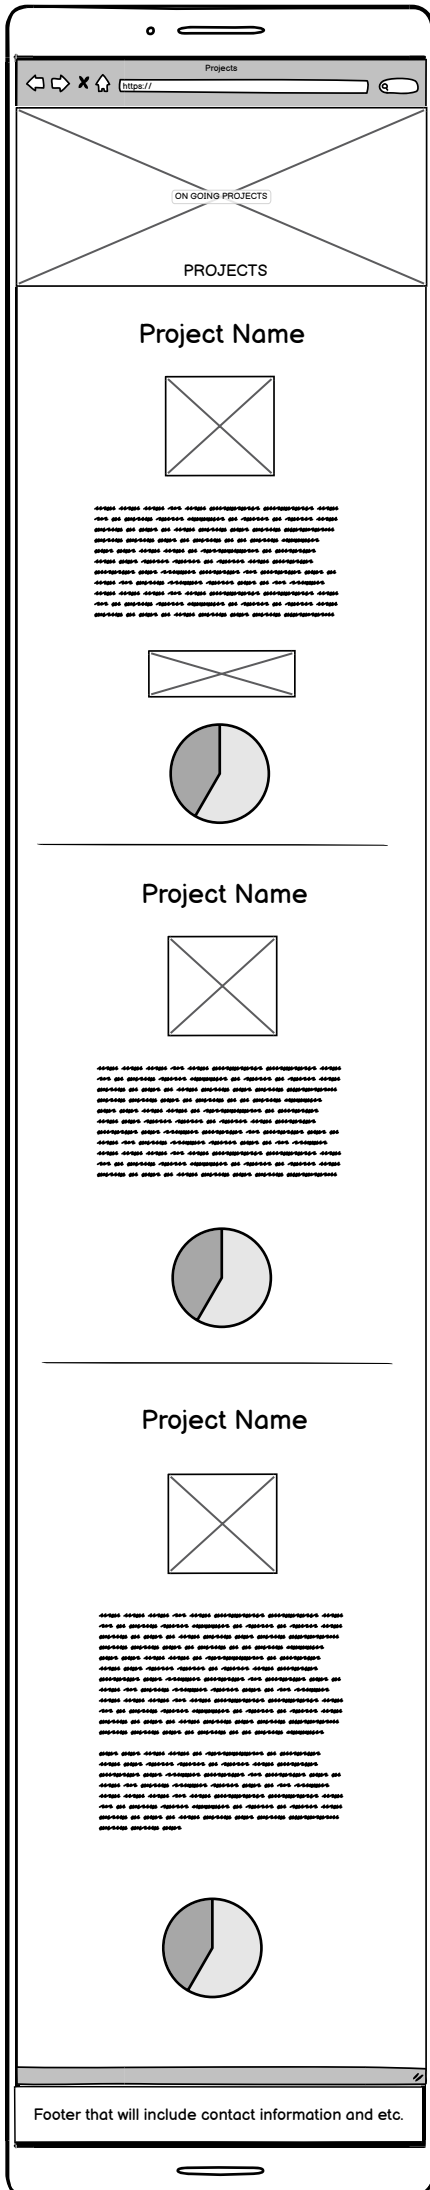 Projects
https://
ON GOING PROJECTS
PROJECTS
Project Name
Project Name
Project Name
Footer that will include contact information and etc.